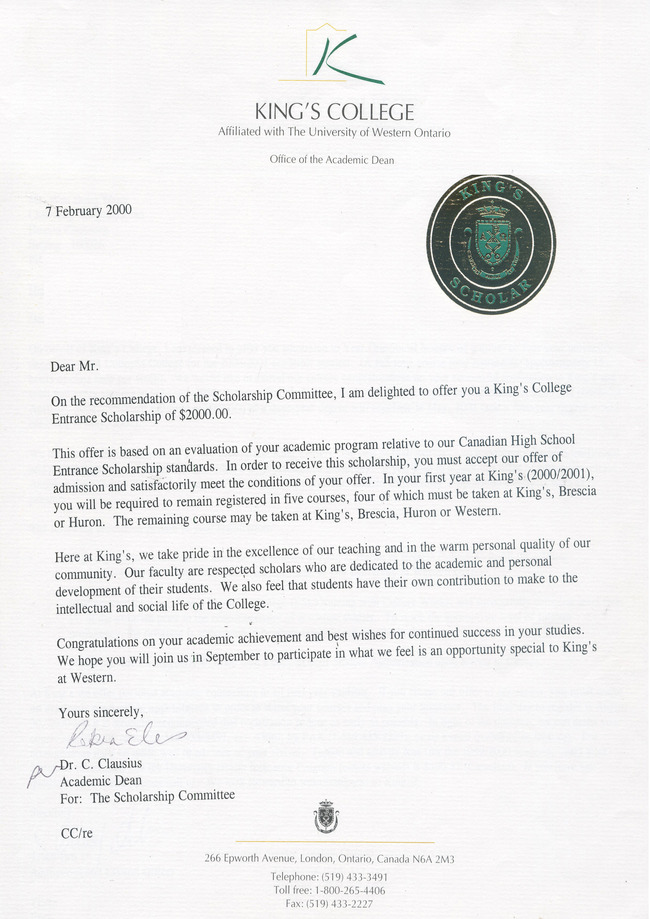 K
KING'S COLLEGE
Affiliated with The University of Western Ontario
Office of the Academic Dean
7 February 2000
KING'S
SCHOLAR
Dear Mr.
On the recommendation of the Scholarship Committee, I am delighted to offer you a King's College
Entrance Scholarship of $2000.00.
This offer is based on an evaluation of your academic program relative to our Canadian High School
Entrance Scholarship standards. In order to receive this scholarship, you must accept our offer of
admission and satisfactorily meet the conditions of your offer. In your first year at King's (2000/2001),
you will be required to remain registered in five courses, four of which must be taken at King's, Brescia
or Huron. The remaining course may be taken at King's, Brescia, Huron or Western.
Here at King's, we take pride in the excellence of our teaching and in the warm personal quality of our
community. Our faculty are respected scholars who are dedicated to the academic and personal
development of their students. We also feel that students have their own contribution to make to the
intellectual and social life of the College.
Congratulations on your academic achievement and best wishes for continued success in your studies.
We hope you will join us in September to participate in what we feel is an opportunity special to King's
at Western.
Yours sincerely,
Dr. C. Clausius
Academic Dean
For: The Scholarship Committee
CC/re
266 Epworth Avenue, London, Ontario, Canada N6A 2M3
Telephone: (519) 433-3491
Toll free: 1-800-265-4406
Fax: (519) 433-2227